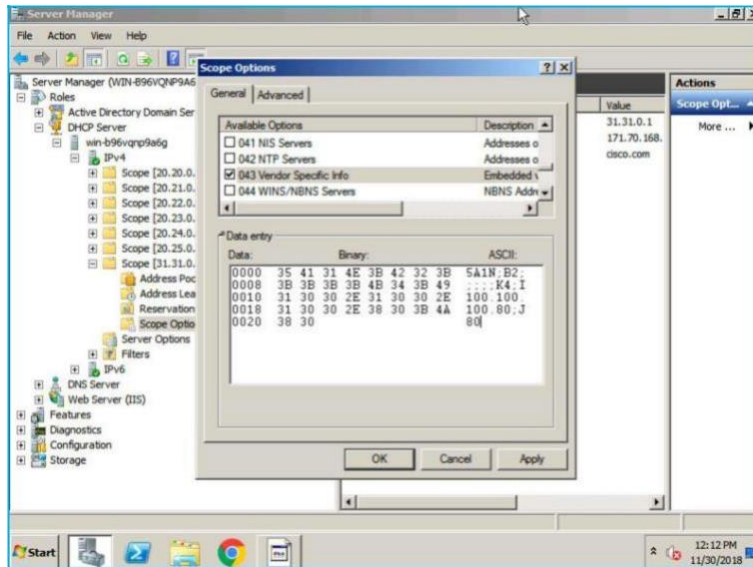 Server Manager
File Action View Help
Server Manager (WIN-B96VQNP9A6
Roles
Active Directory Domain Ser
DHCP Server
win-b96vqnp9a6g
IPv4
Scope [20.20.0.
Scope [20.21.0.
Scope [20.22.0.
Scope [20.23.0.
Scope [20.24.0.
Scope [20.25.0.
Scope [31.31.0.
Address Poo
Address Lea
Reservation
Scope Optio
Server Options
Filters
IPv6
DNS Server
Web Server (IIS)
Features
Diagnostics
Configuration
Storage
Scope Options
General Advanced
Available Options Description
041 NIS Servers Addresses o
042 NTP Servers Addresses o
043 Vendor Specific Info Embedded v
044 WINS/NBNS Servers NBNS Addr
Data entry
Data: Binary: ASCII:
0000 35 41 31 4E 3B 42 32 3B 5A1N;B2;
0008 3B 3B 3B 3B 4B 34 3B 49 ;;;;K4;I
0010 31 30 30 2E 31 30 30 2E 100.100.
0018 31 30 30 2E 38 30 3B 4A 100.80;J
0020 38 30 80
OK Cancel Apply
Value
31.31.0.1
171.70.168.
cisco.com
Actions
Scope Opt...
More ...
Start
12:12 PM
11/30/2018